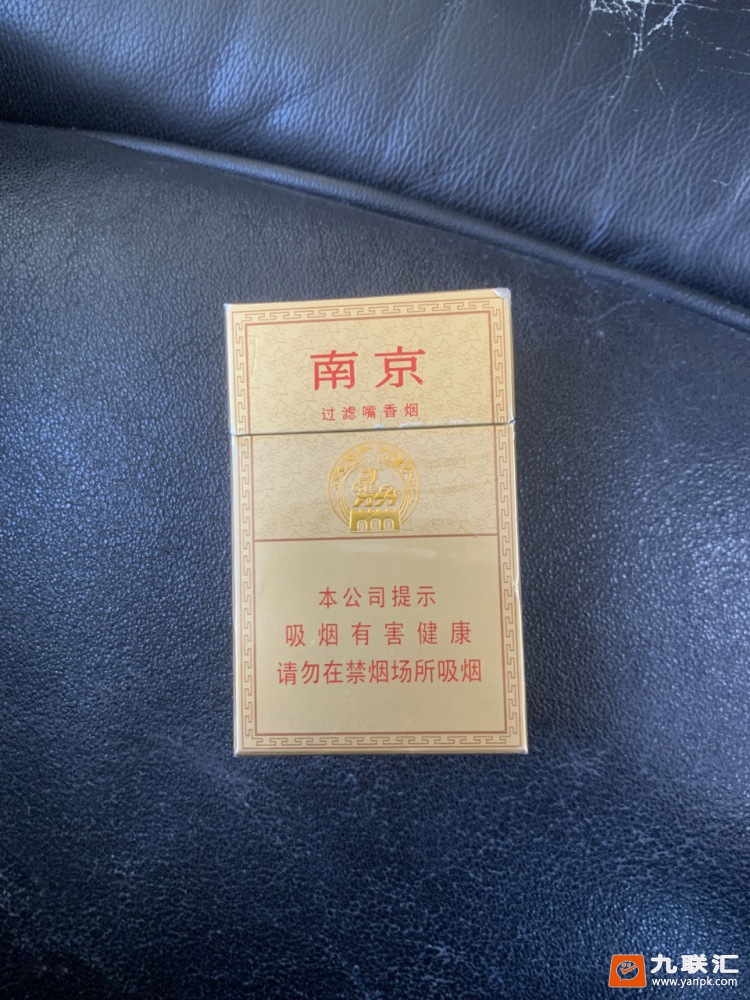 南京
过滤嘴香烟
本公司提示
吸烟有害健康
请勿在禁烟场所吸烟
九联汇
www.yanpk.com